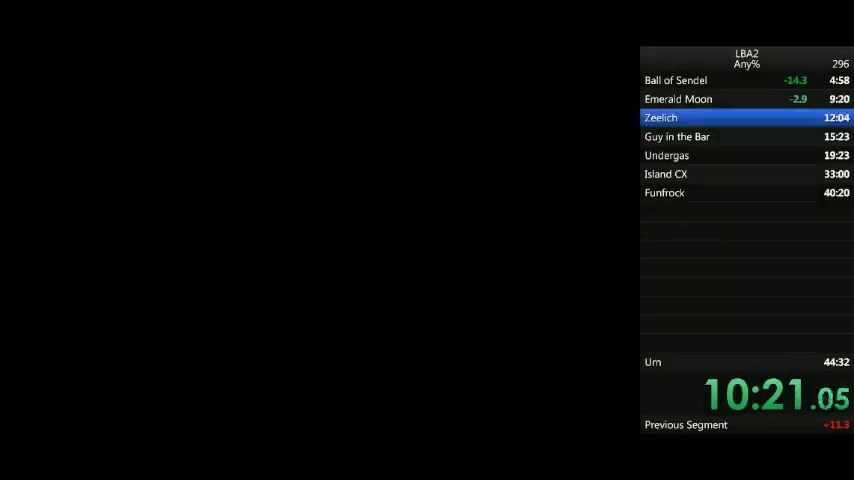 LBA2
Any% 296
Ball of Sendel -14.3 4:58
Emerald Moon -2.9 9:20
Zeelich 12:04
Guy in the Bar 15:23
Undergas 19:23
Island CX 33:00
Funfrock 40:20
Urn 44:32
10:21.05
Previous Segment +11.3